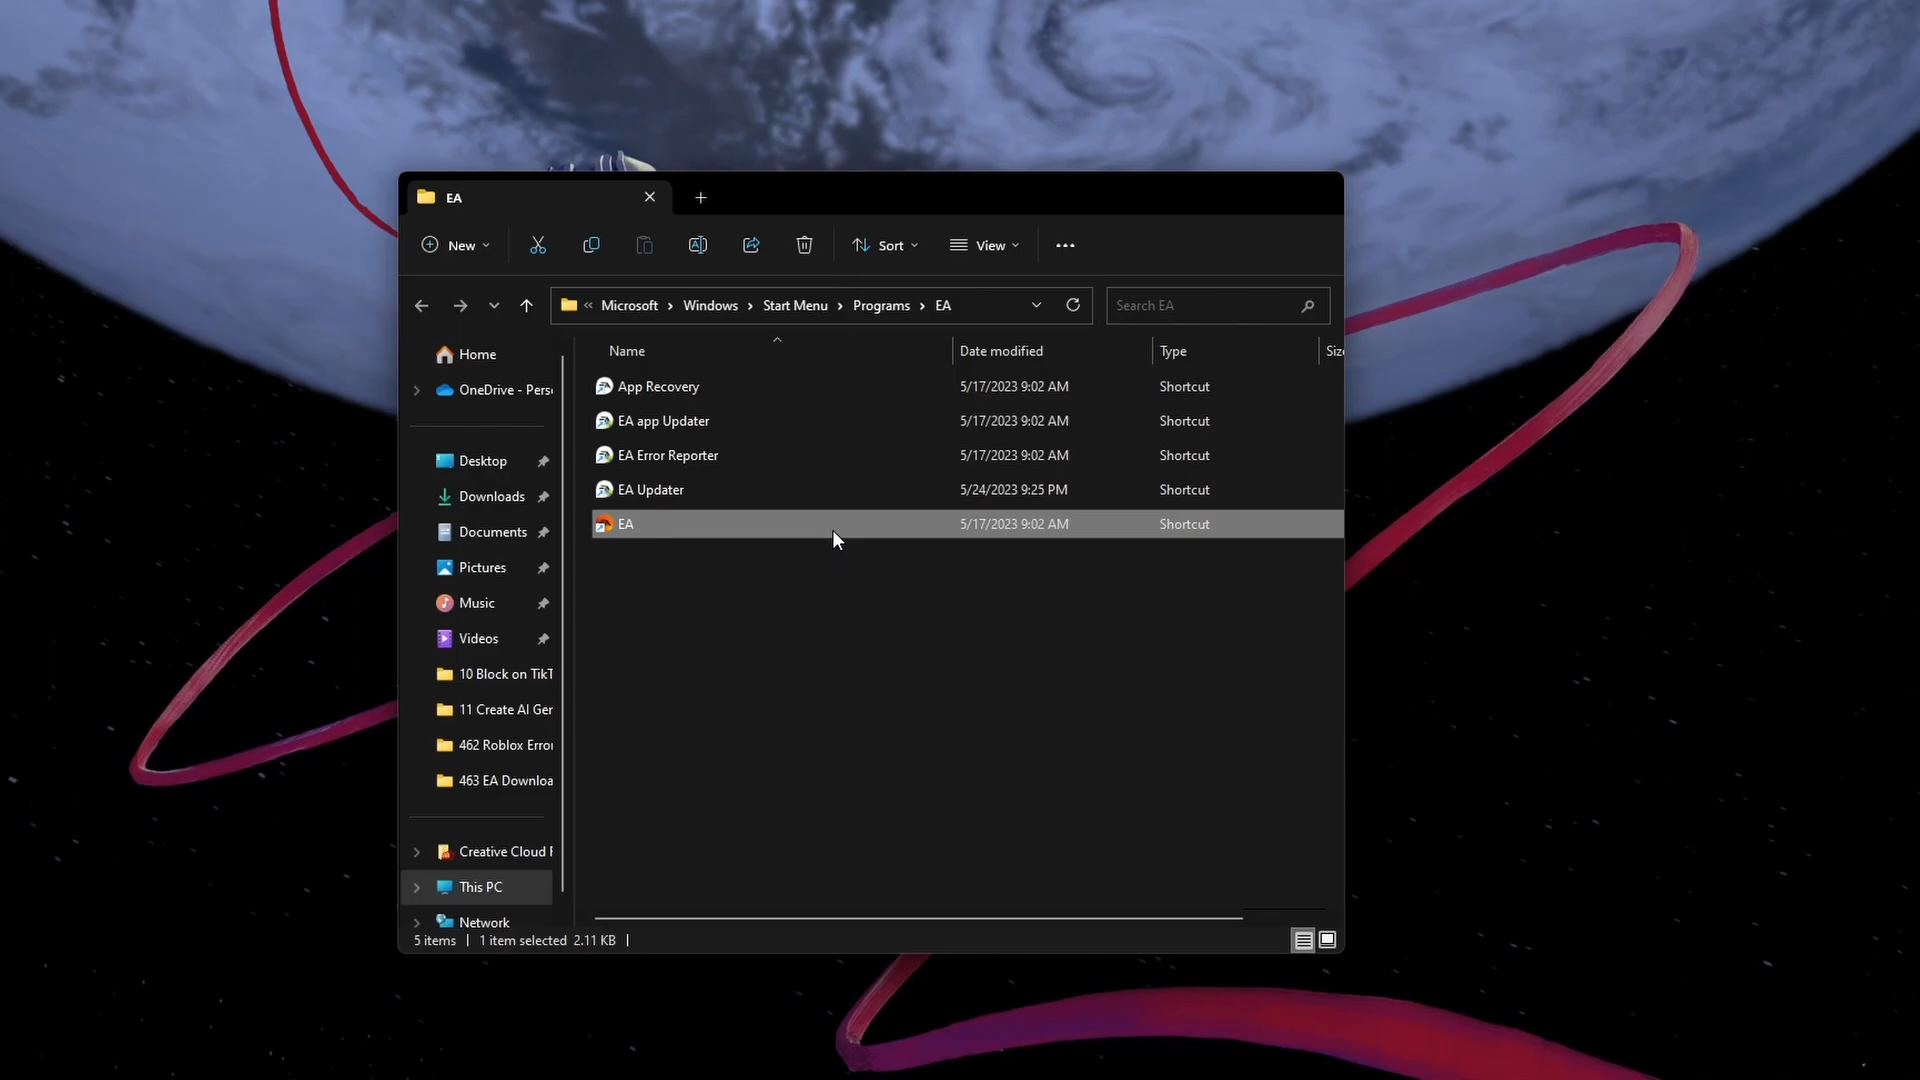 EA
New
Sort
View
Microsoft › Windows › Start Menu › Programs › EA
Search EA
Name Date modified Type Siz
App Recovery 5/17/2023 9:02 AM Shortcut
EA app Updater 5/17/2023 9:02 AM Shortcut
EA Error Reporter 5/17/2023 9:02 AM Shortcut
EA Updater 5/24/2023 9:25 PM Shortcut
EA 5/17/2023 9:02 AM Shortcut
Home
OneDrive - Pers
Desktop
Downloads
Documents
Pictures
Music
Videos
10 Block on TikT
11 Create AI Ger
462 Roblox Erro
463 EA Downloa
Creative Cloud F
This PC
Network
5 items | 1 item selected 2.11 KB |